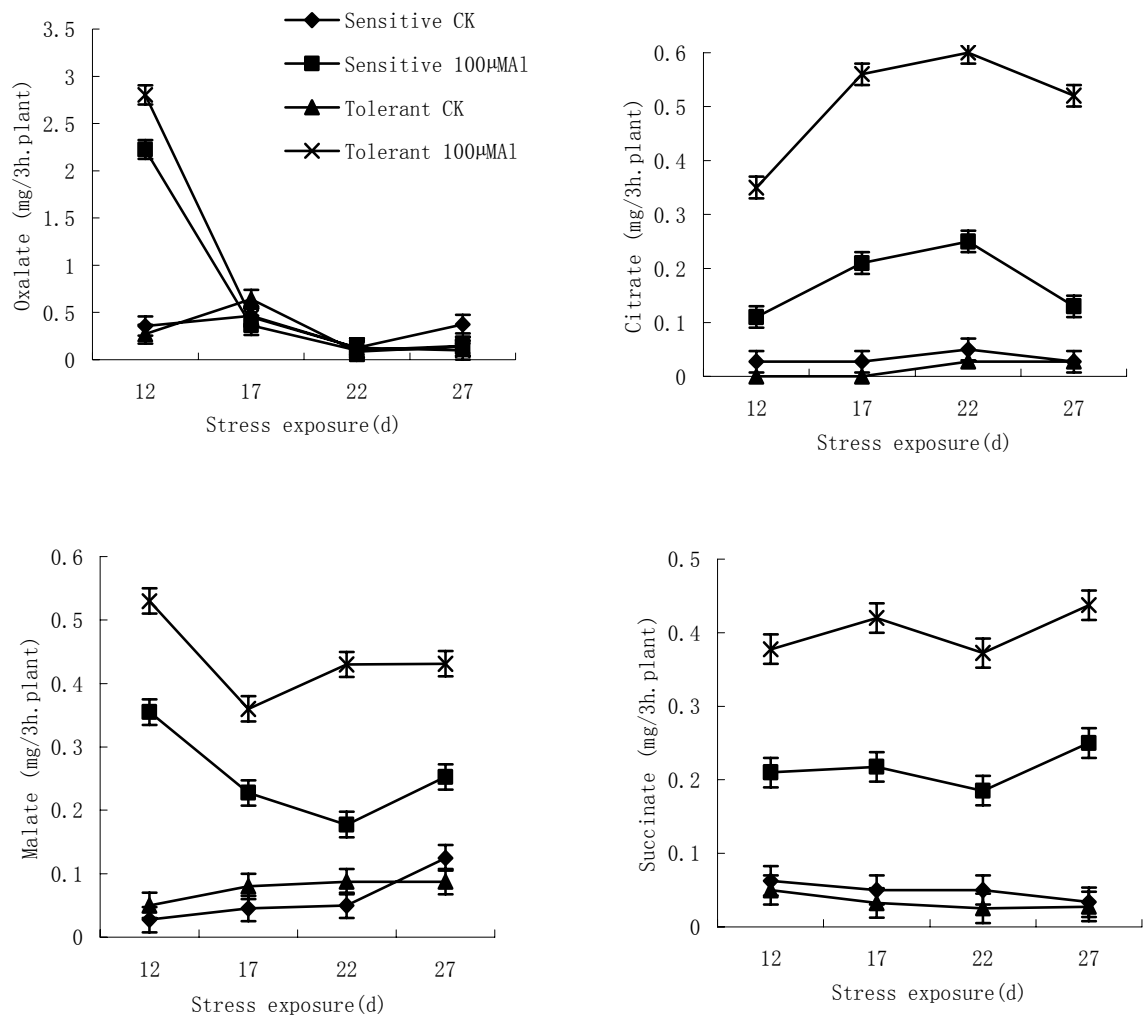 Sensitive CK
Sensitive 100μMAl
Tolerant CK
Tolerant 100μMAl
Oxalate (mg/3h.plant)
3.5
3
2.5
2
1.5
1
0.5
0
12 17 22 27
Stress exposure(d)
Citrate (mg/3h.plant)
0.6
0.5
0.4
0.3
0.2
0.1
0
12 17 22 27
Stress exposure(d)
Malate (mg/3h.plant)
0.6
0.5
0.4
0.3
0.2
0.1
0
12 17 22 27
Stress exposure(d)
Succinate (mg/3h.plant)
0.5
0.4
0.3
0.2
0.1
0
12 17 22 27
Stress exposure(d)